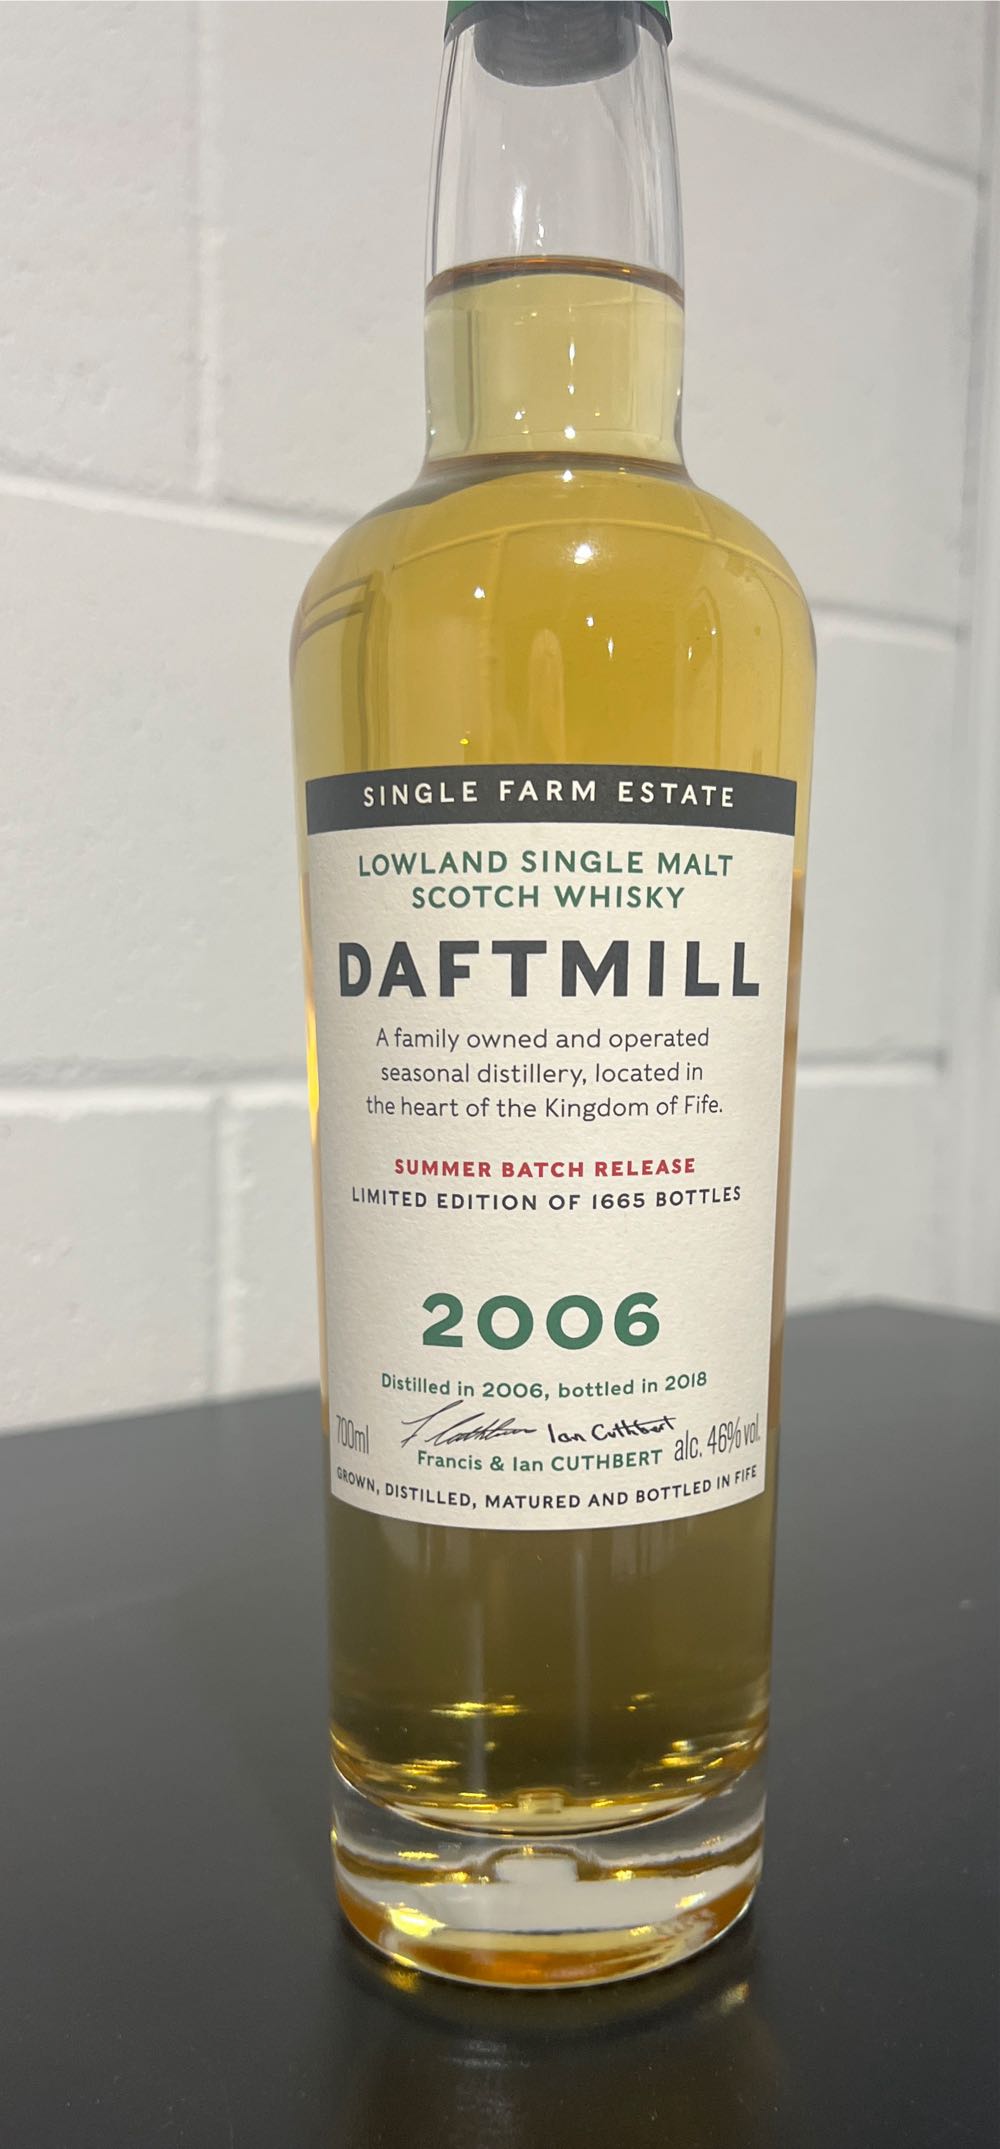 SINGLE FARM ESTATE
LOWLAND SINGLE MALT
SCOTCH WHISKY
DAFTMILL
A family owned and operated
seasonal distillery, located in
the heart of the Kingdom of Fife.
SUMMER BATCH RELEASE
LIMITED EDITION OF 1665 BOTTLES
2006
Distilled in 2006, bottled in 2018
700ml F Cuthbert Ian Cuthbert alc. 46% vol.
Francis & Ian CUTHBERT
GROWN, DISTILLED, MATURED AND BOTTLED IN FIFE